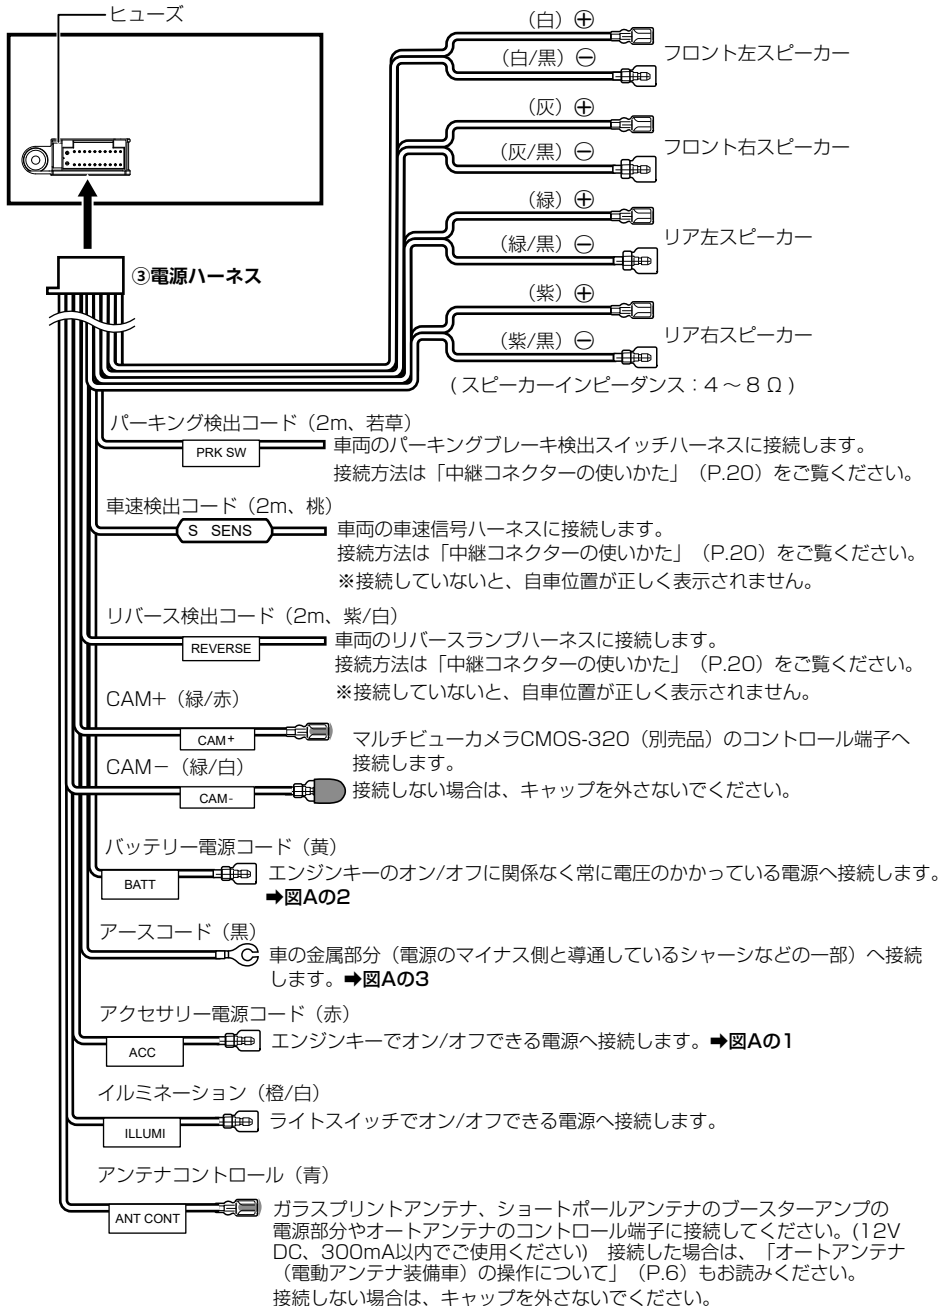 ヒューズ
（白）⊕
（白/黒）⊖
フロント左スピーカー
（灰）⊕
（灰/黒）⊖
フロント右スピーカー
（緑）⊕
（緑/黒）⊖
リア左スピーカー
③電源ハーネス
（紫）⊕
（紫/黒）⊖
リア右スピーカー
( スピーカーインピーダンス：4 ～ 8 Ω )
パーキング検出コード（2m、若草）
PRK SW
車両のパーキングブレーキ検出スイッチハーネスに接続します。
接続方法は「中継コネクターの使いかた」（P.20）をご覧ください。
車速検出コード（2m、桃）
S SENS
車両の車速信号ハーネスに接続します。
接続方法は「中継コネクターの使いかた」（P.20）をご覧ください。
※接続していないと、自車位置が正しく表示されません。
リバース検出コード（2m、紫/白）
REVERSE
車両のリバースランプハーネスに接続します。
接続方法は「中継コネクターの使いかた」（P.20）をご覧ください。
※接続していないと、自車位置が正しく表示されません。
CAM+（緑/赤）
CAM+
マルチビューカメラCMOS-320（別売品）のコントロール端子へ
接続します。
CAM－（緑/白）
CAM-
接続しない場合は、キャップを外さないでください。
バッテリー電源コード（黄）
BATT
エンジンキーのオン/オフに関係なく常に電圧のかかっている電源へ接続します。
➡図Aの2
アースコード（黒）
車の金属部分（電源のマイナス側と導通しているシャーシなどの一部）へ接続
します。➡図Aの3
アクセサリー電源コード（赤）
ACC
エンジンキーでオン/オフできる電源へ接続します。➡図Aの1
イルミネーション（橙/白）
ILLUMI
ライトスイッチでオン/オフできる電源へ接続します。
アンテナコントロール（青）
ANT CONT
ガラスプリントアンテナ、ショートポールアンテナのブースターアンプの
電源部分やオートアンテナのコントロール端子に接続してください。(12V
DC、300mA以内でご使用ください) 接続した場合は、「オートアンテナ
（電動アンテナ装備車）の操作について」（P.6）もお読みください。
接続しない場合は、キャップを外さないでください。